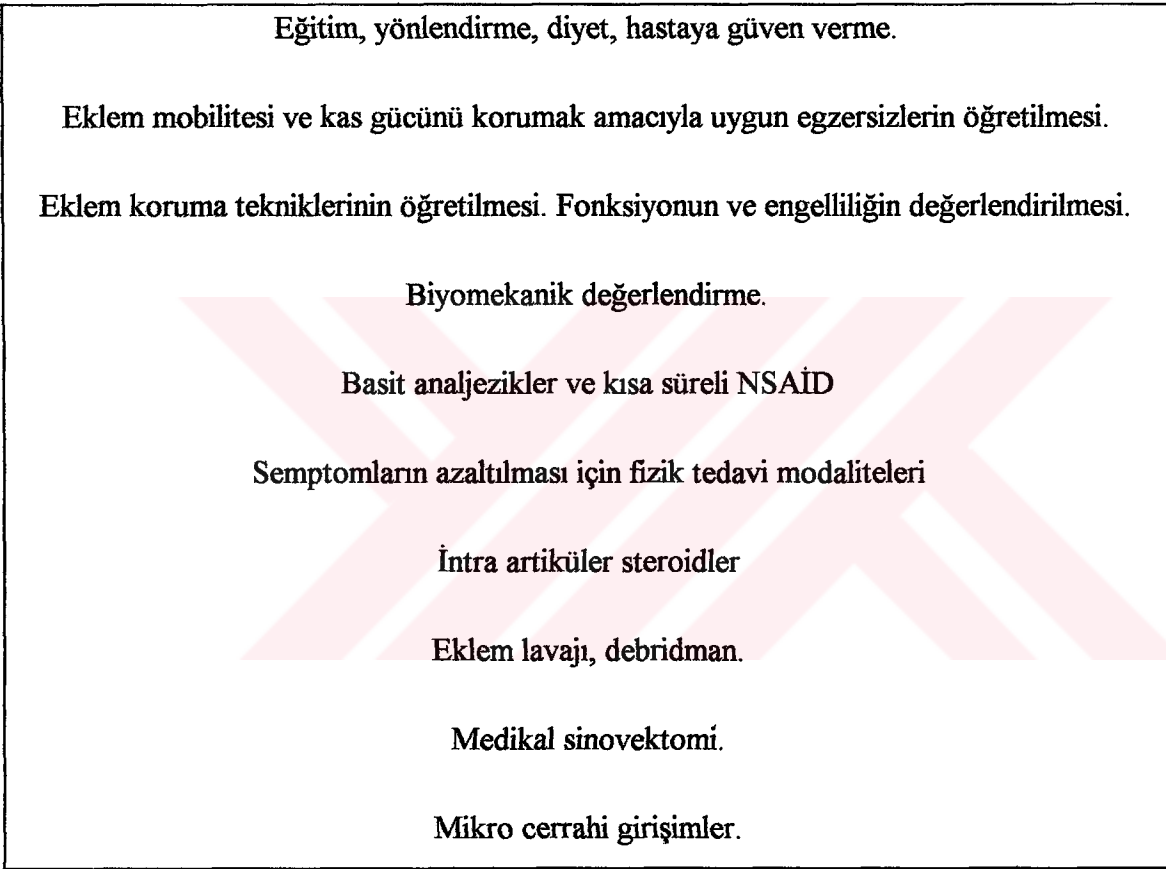 Eğitim, yönlendirme, diyet, hastaya güven verme.
Eklem mobilitesi ve kas gücünü korumak amacıyla uygun egzersizlerin öğretilmesi.
Eklem koruma tekniklerinin öğretilmesi. Fonksiyonun ve engelliliğin değerlendirilmesi.
Biyomekanik değerlendirme.
Basit analjezikler ve kısa süreli NSAİD
Semptomların azaltılması için fizik tedavi modaliteleri
İntra artiküler steroidler
Eklem lavajı, debridman.
Medikal sinovektomi.
Mikro cerrahi girişimler.